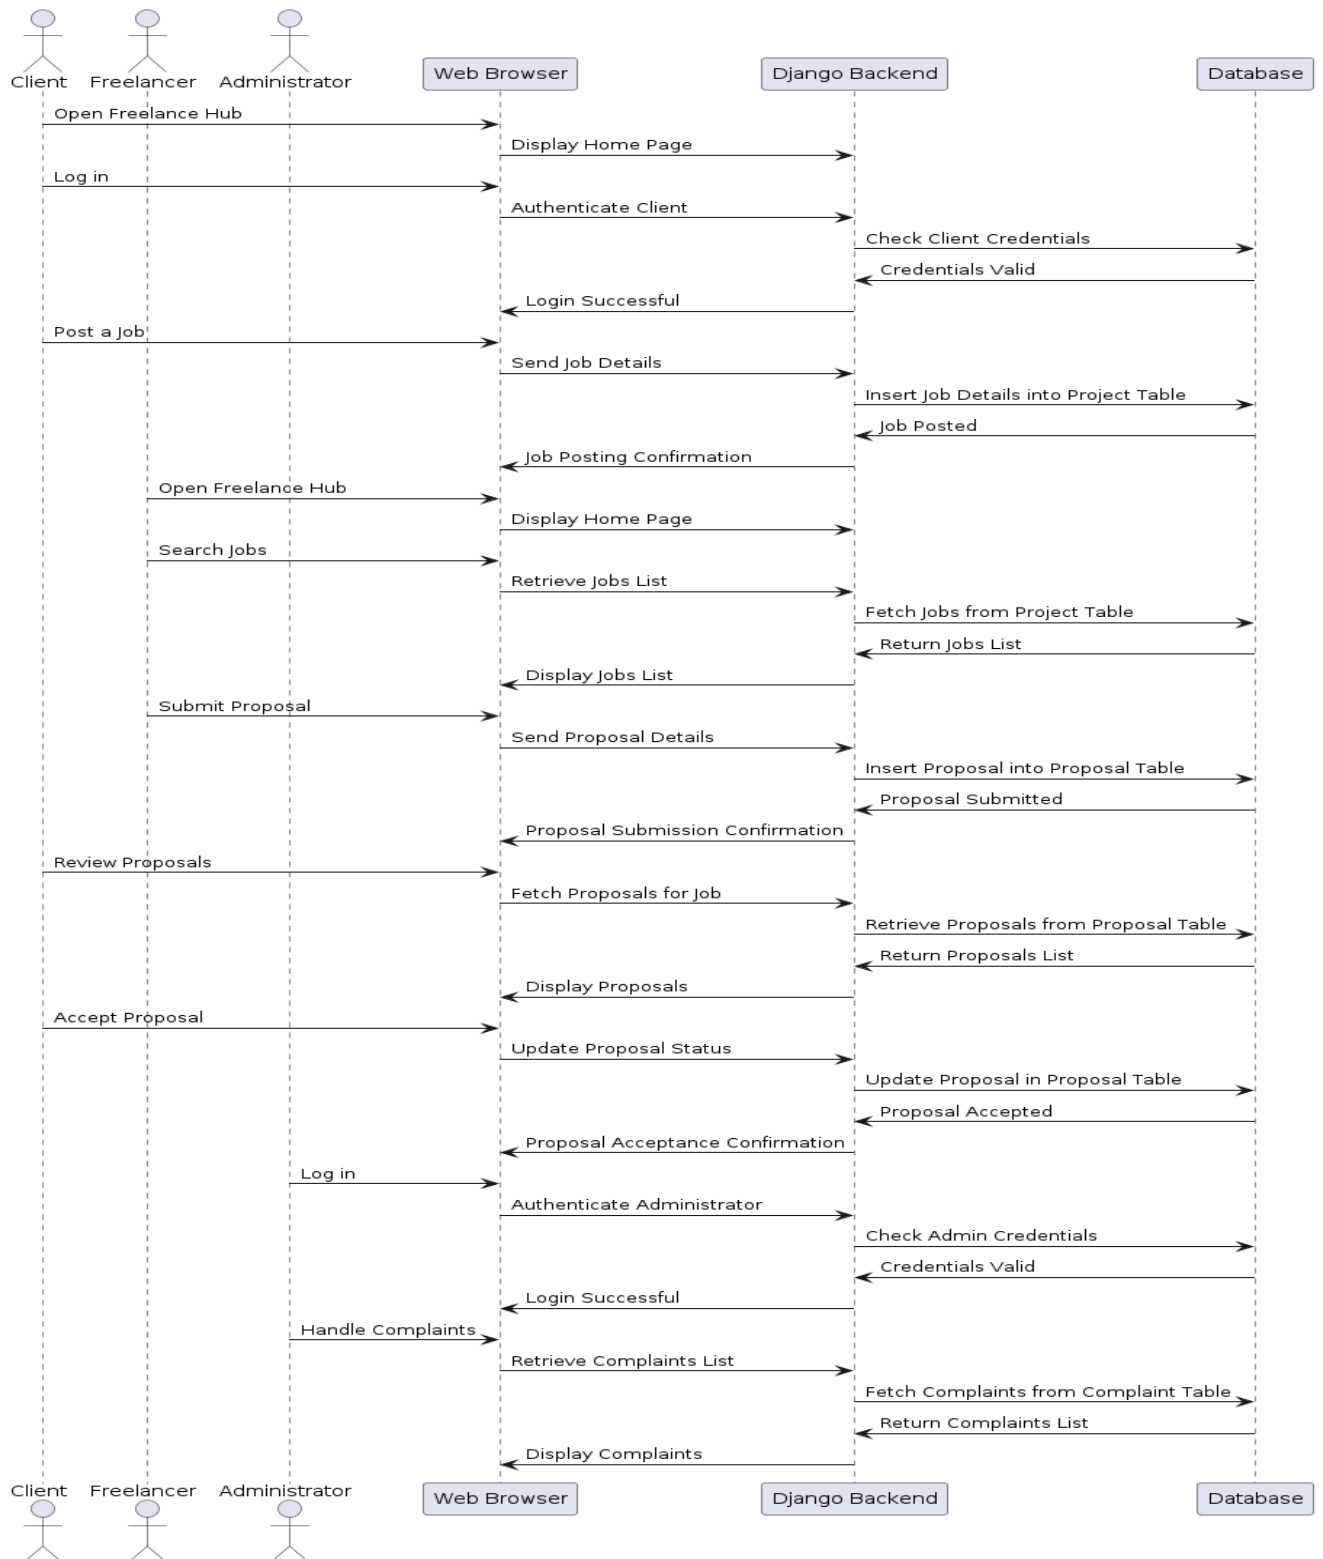 Client Freelancer Administrator
Web Browser Django Backend Database
Open Freelance Hub
Display Home Page
Log in
Authenticate Client
Check Client Credentials
Credentials Valid
Login Successful
Post a Job
Send Job Details
Insert Job Details into Project Table
Job Posted
Job Posting Confirmation
Open Freelance Hub
Display Home Page
Search Jobs
Retrieve Jobs List
Fetch Jobs from Project Table
Return Jobs List
Display Jobs List
Submit Proposal
Send Proposal Details
Insert Proposal into Proposal Table
Proposal Submitted
Proposal Submission Confirmation
Review Proposals
Fetch Proposals for Job
Retrieve Proposals from Proposal Table
Return Proposals List
Display Proposals
Accept Proposal
Update Proposal Status
Update Proposal in Proposal Table
Proposal Accepted
Proposal Acceptance Confirmation
Log in
Authenticate Administrator
Check Admin Credentials
Credentials Valid
Login Successful
Handle Complaints
Retrieve Complaints List
Fetch Complaints from Complaint Table
Return Complaints List
Display Complaints
Client Freelancer Administrator
Web Browser Django Backend Database